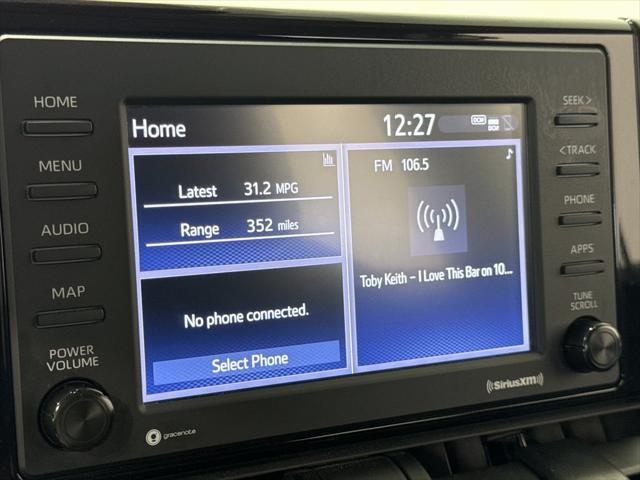 HOME
MENU
AUDIO
MAP
POWER
VOLUME
Home
12:27
DCM
DCM
Latest 31.2 MPG
Range 352 miles
No phone connected.
Select Phone
FM 106.5
Toby Keith – I Love This Bar on 10...
SEEK >
< TRACK
PHONE
APPS
TUNE
SCROLL
gracenote
((SiriusXM))